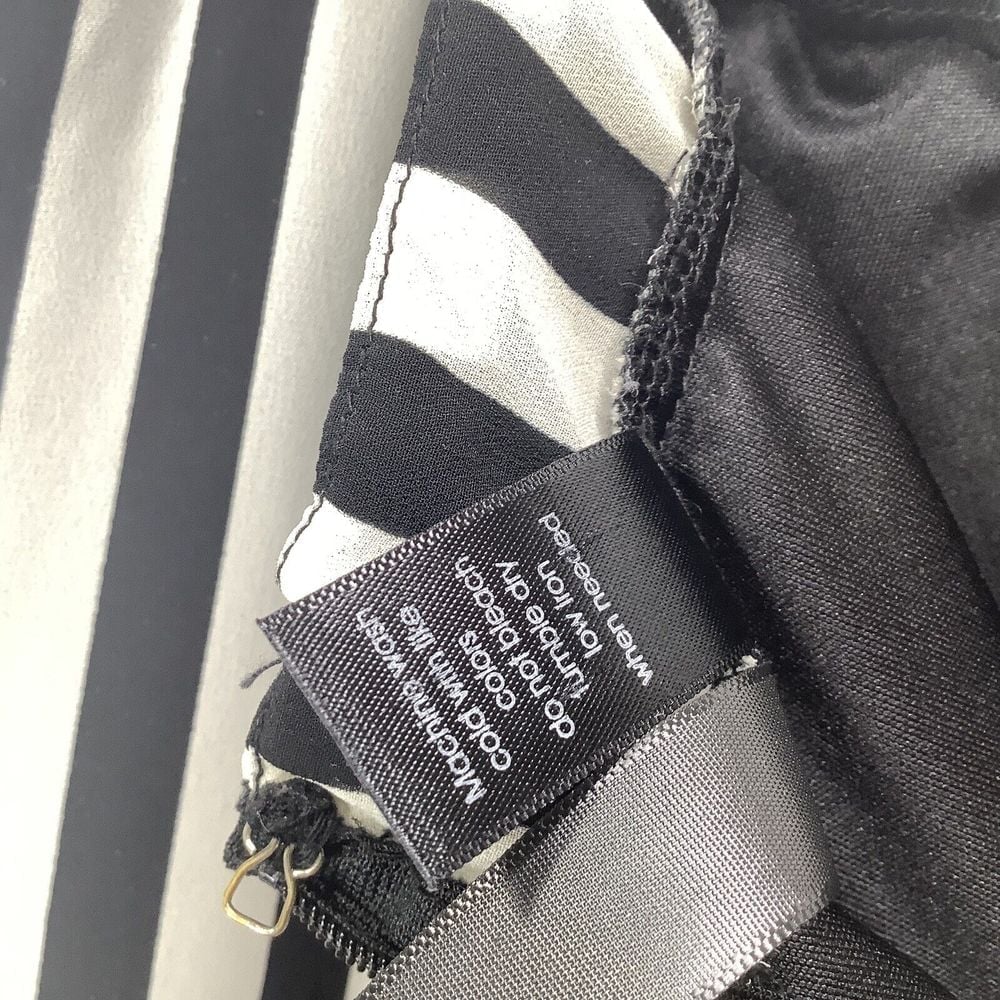 Machine wash
cold with like
colors
do not bleach
tumble dry
low Iron
when needed